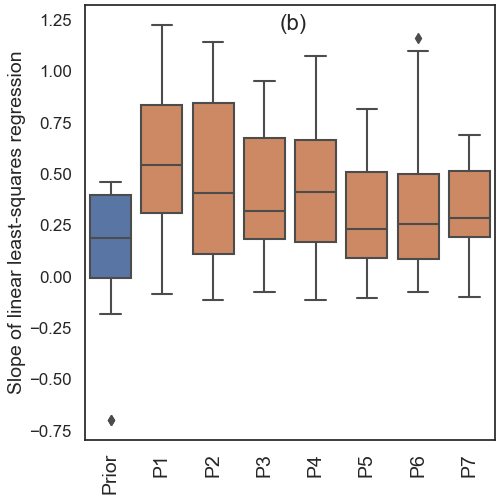 (b)
Slope of linear least-squares regression
1.25
1.00
0.75
0.50
0.25
0.00
−0.25
−0.50
−0.75
Prior
P1
P2
P3
P4
P5
P6
P7